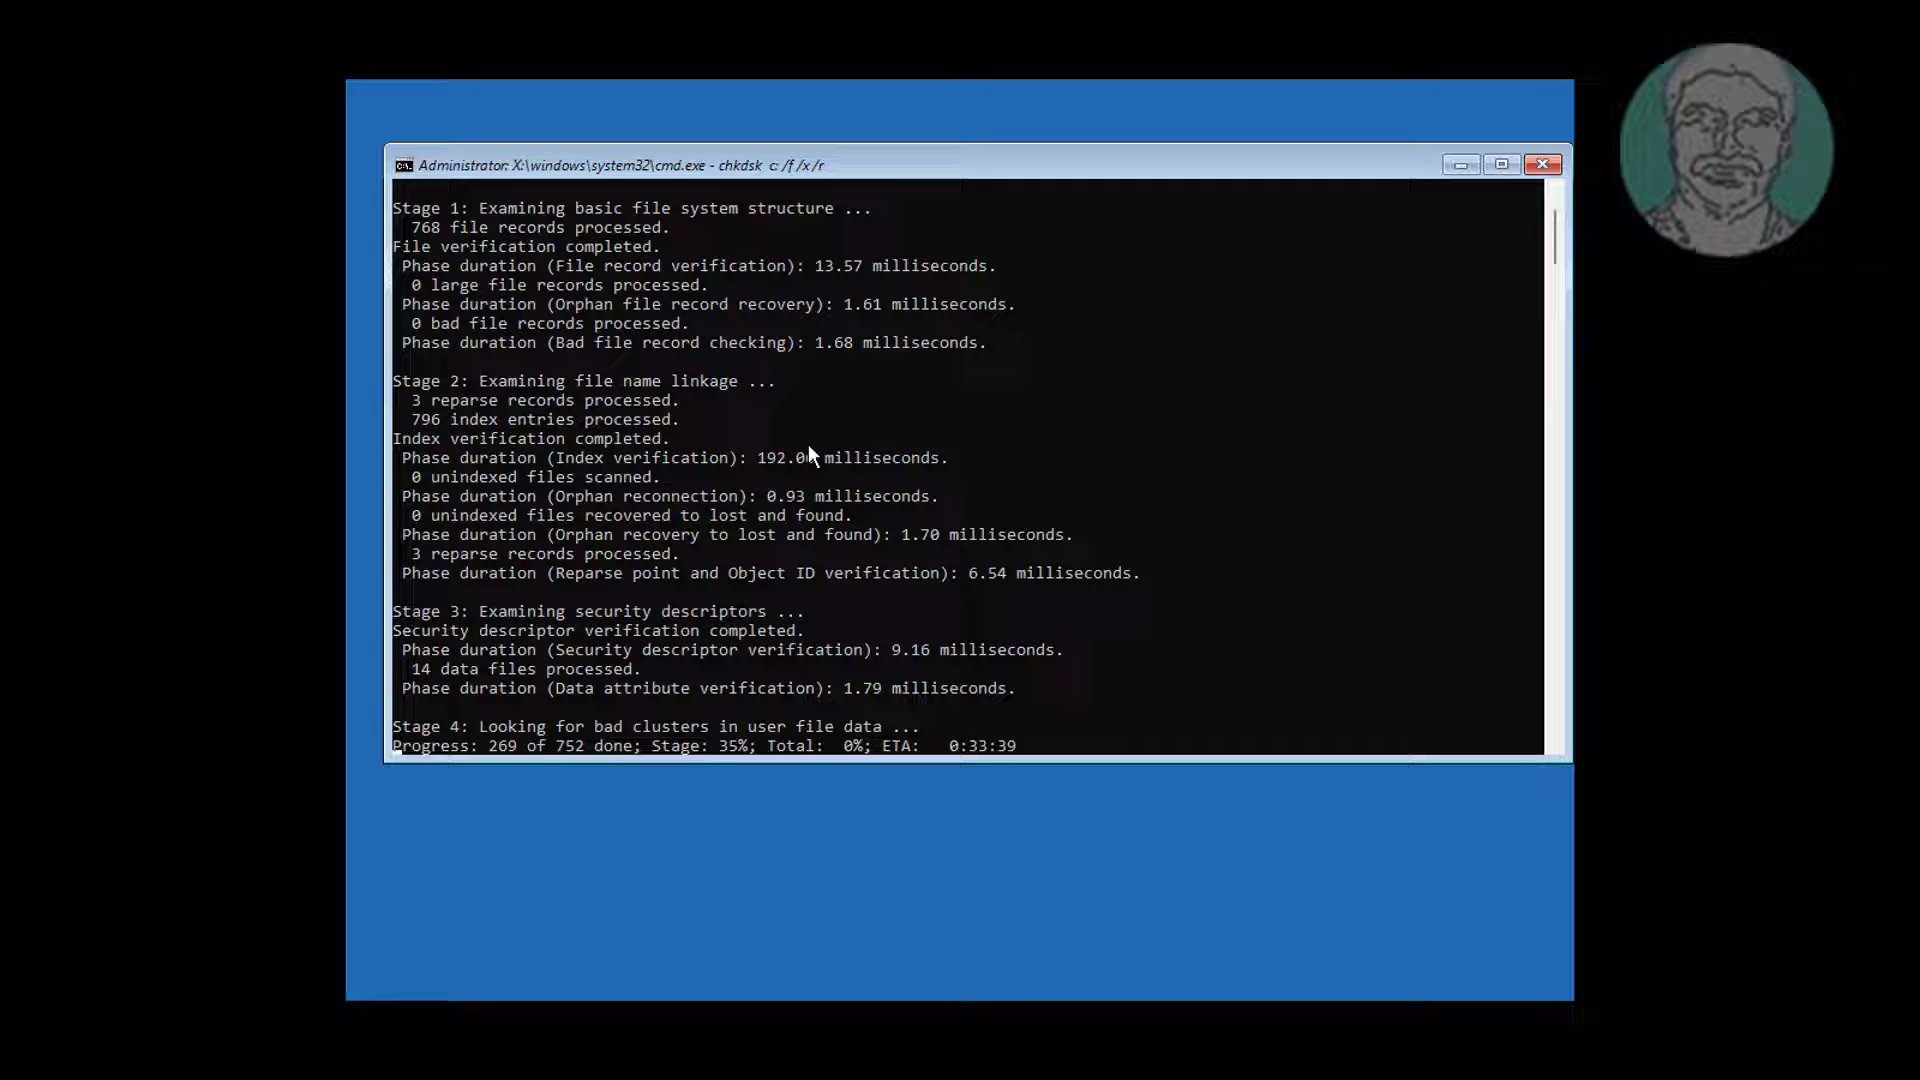 Administrator: X:\windows\system32\cmd.exe - chkdsk c: /f /x /r
Stage 1: Examining basic file system structure ...
768 file records processed.
File verification completed.
Phase duration (File record verification): 13.57 milliseconds.
0 large file records processed.
Phase duration (Orphan file record recovery): 1.61 milliseconds.
0 bad file records processed.
Phase duration (Bad file record checking): 1.68 milliseconds.
Stage 2: Examining file name linkage ...
3 reparse records processed.
796 index entries processed.
Index verification completed.
Phase duration (Index verification): milliseconds.
0 unindexed files scanned.
Phase duration (Orphan reconnection): 0.93 milliseconds.
0 unindexed files recovered to lost and found.
Phase duration (Orphan recovery to lost and found): 1.70 milliseconds.
3 reparse records processed.
Phase duration (Reparse point and Object ID verification): 6.54 milliseconds.
Stage 3: Examining security descriptors ...
Security descriptor verification completed.
Phase duration (Security descriptor verification): 9.16 milliseconds.
14 data files processed.
Phase duration (Data attribute verification): 1.79 milliseconds.
Stage 4: Looking for bad clusters in user file data ...
Progress: 269 of 752 done; Stage: 35%; Total: 0%; ETA: 0:33:39